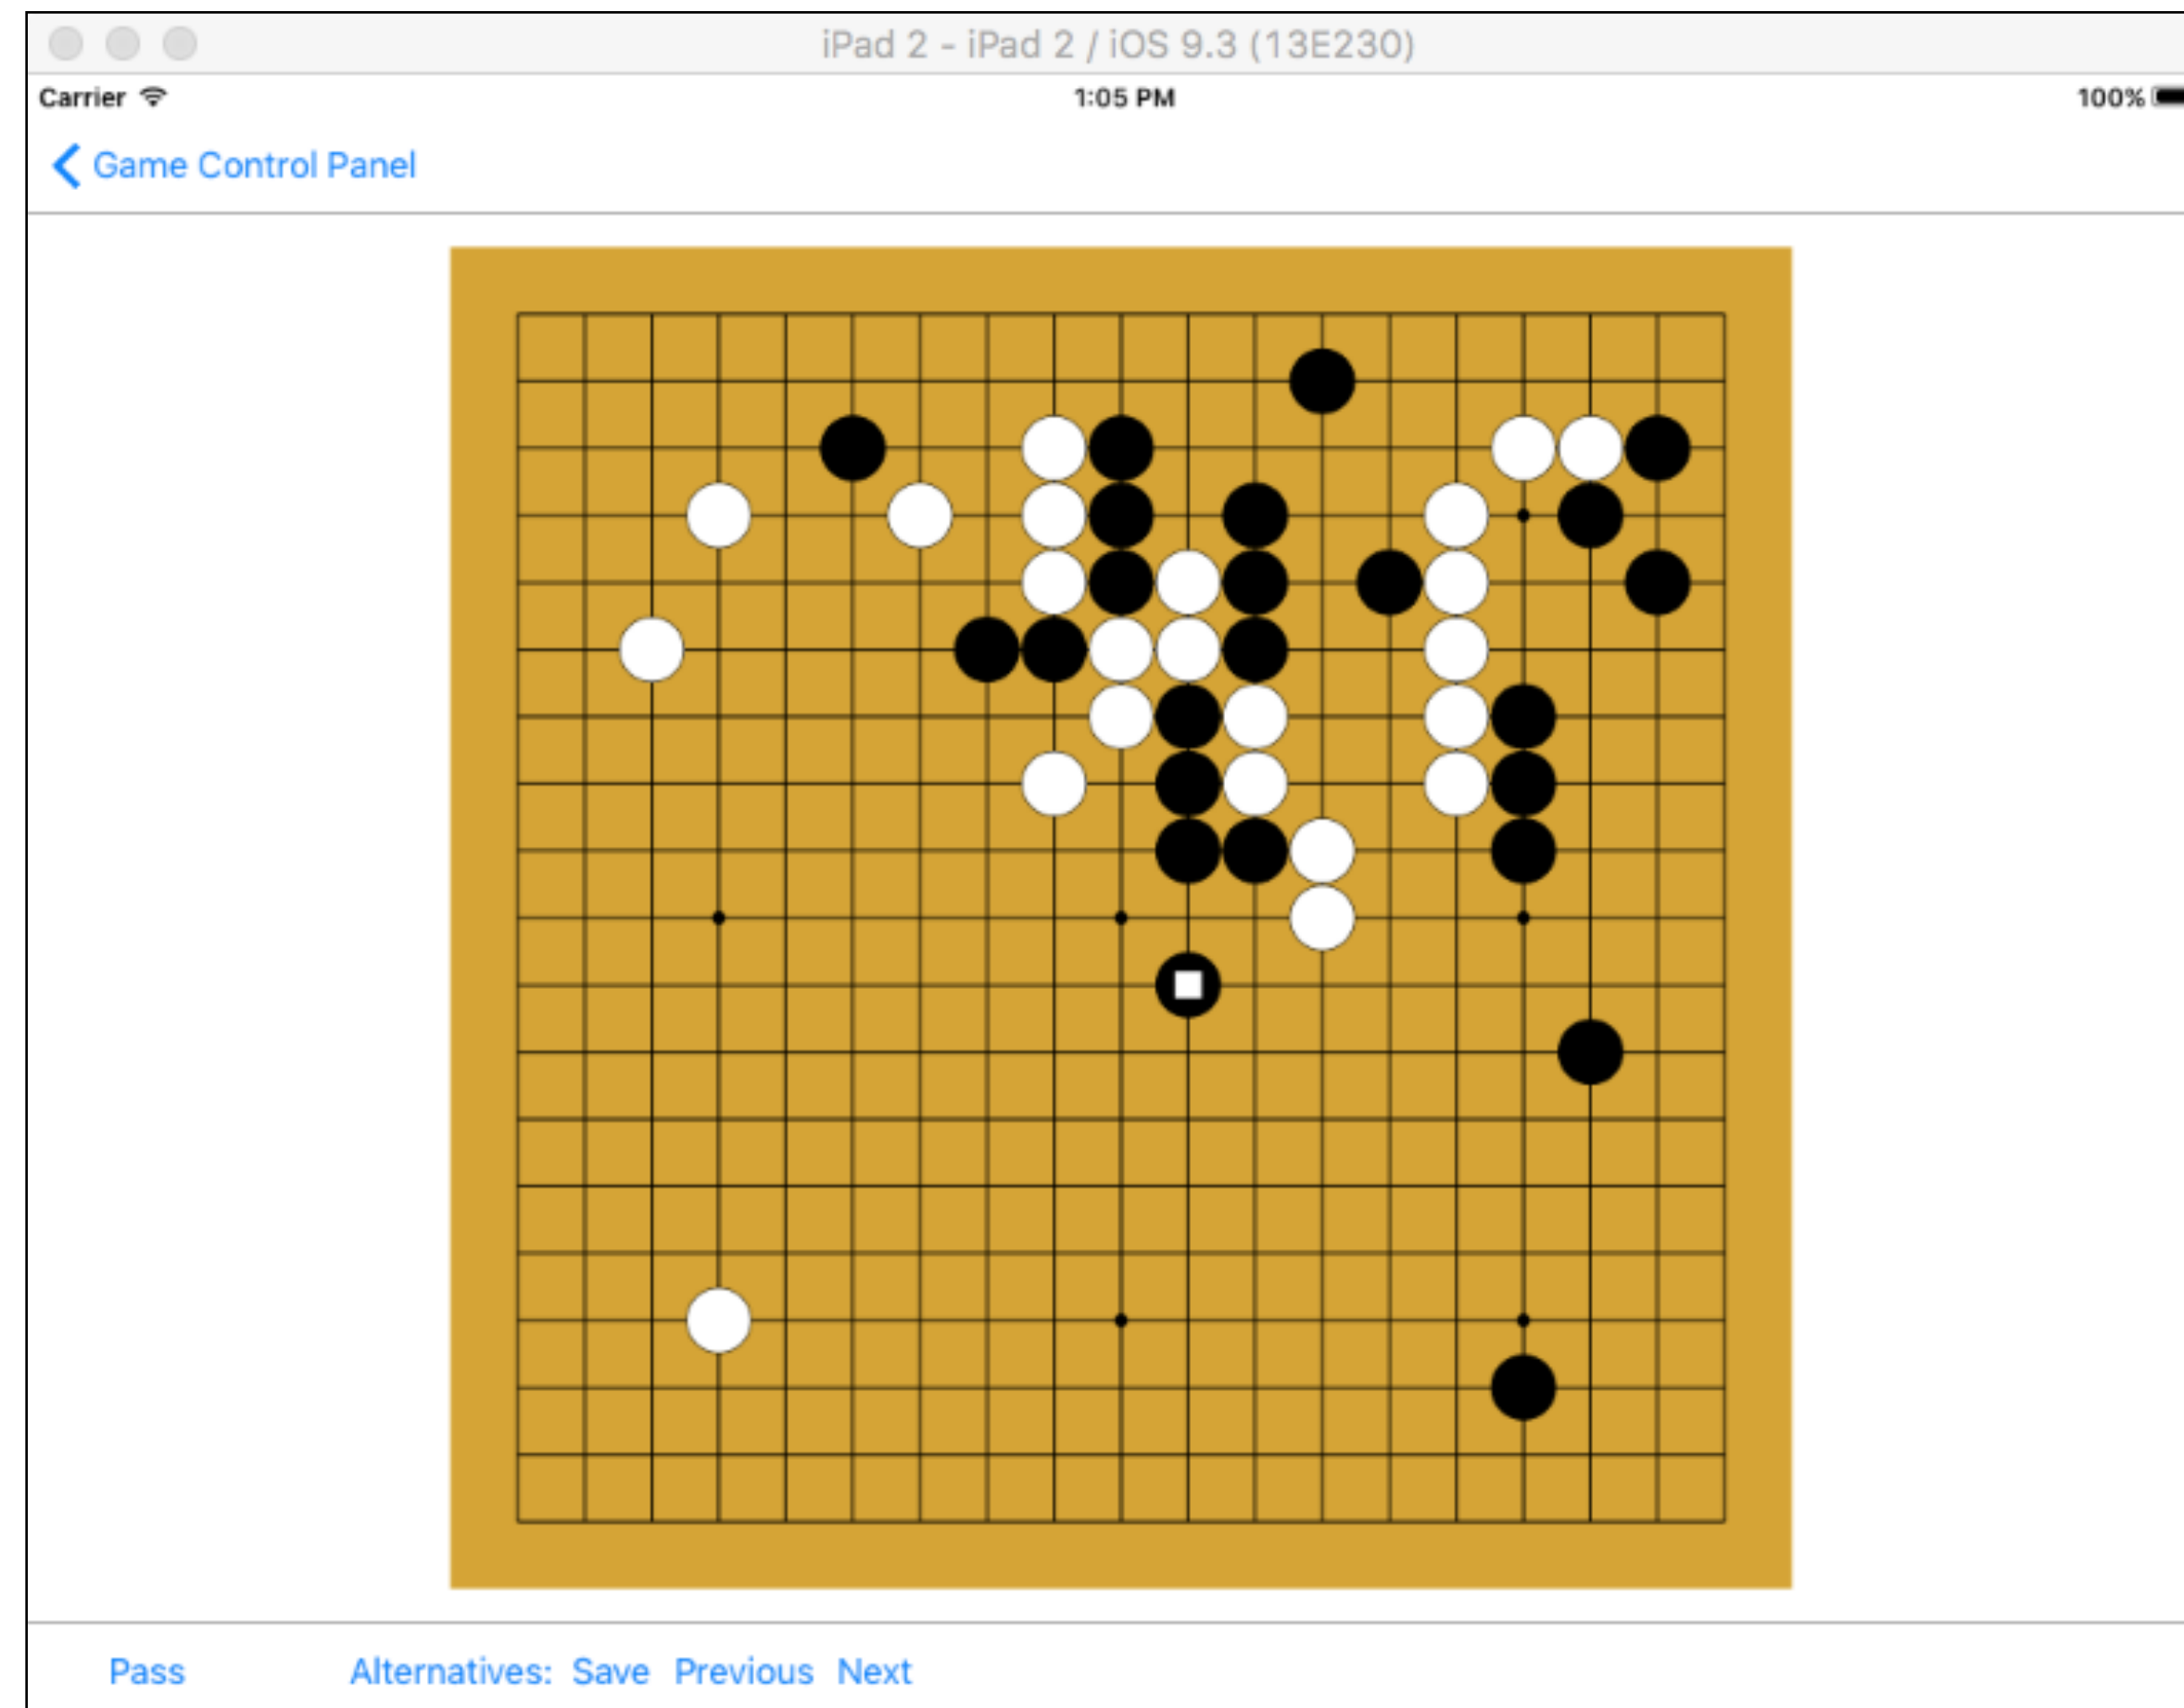 iPad 2 - iPad 2 / iOS 9.3 (13E230)
Carrier 1:05 PM 100%
Game Control Panel
Pass Alternatives: Save Previous Next